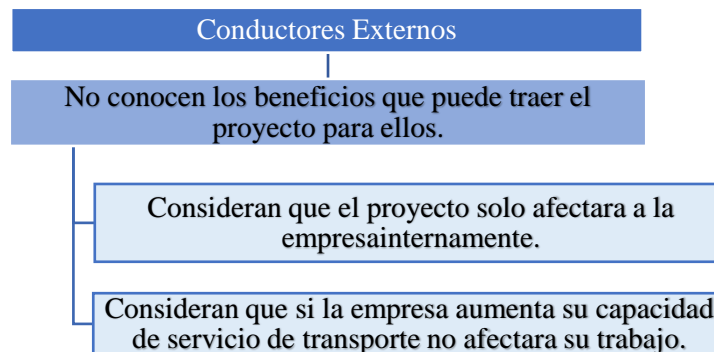 Conductores Externos
No conocen los beneficios que puede traer el
proyecto para ellos.
Consideran que el proyecto solo afectara a la
empresainternamente.
Consideran que si la empresa aumenta su capacidad
de servicio de transporte no afectara su trabajo.